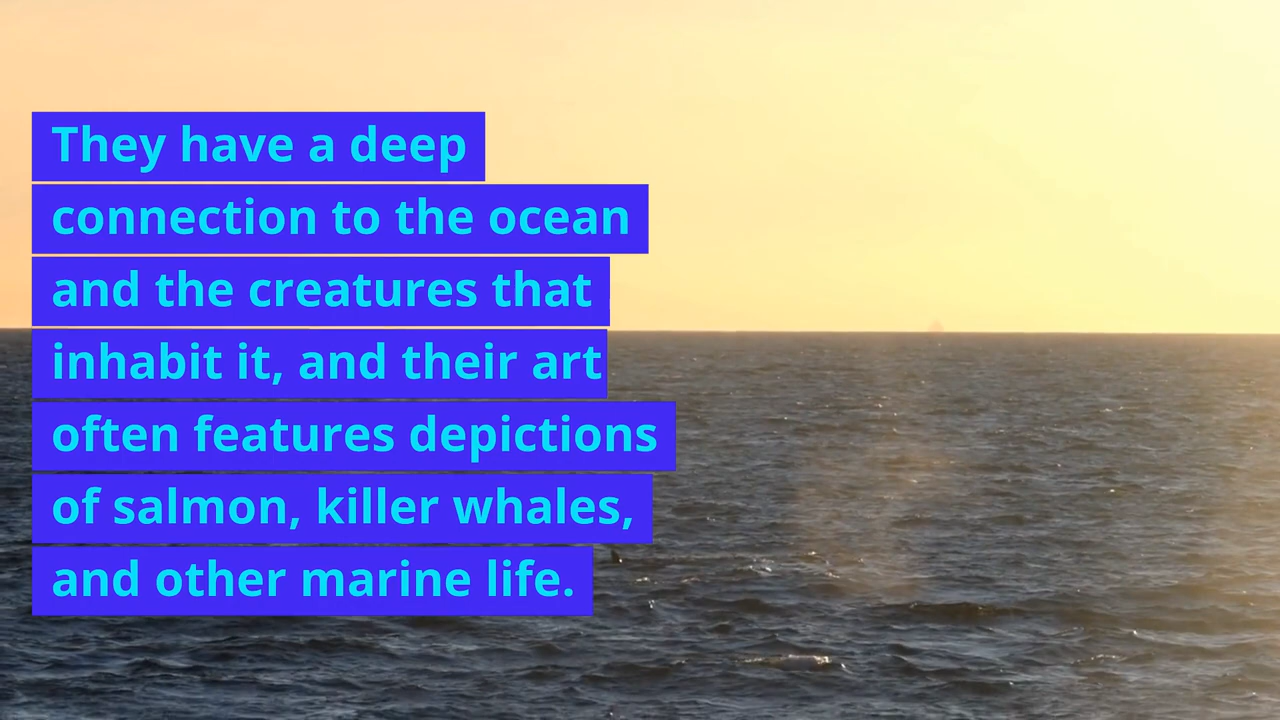 They have a deep
connection to the ocean
and the creatures that
inhabit it, and their art
often features depictions
of salmon, killer whales,
and other marine life.